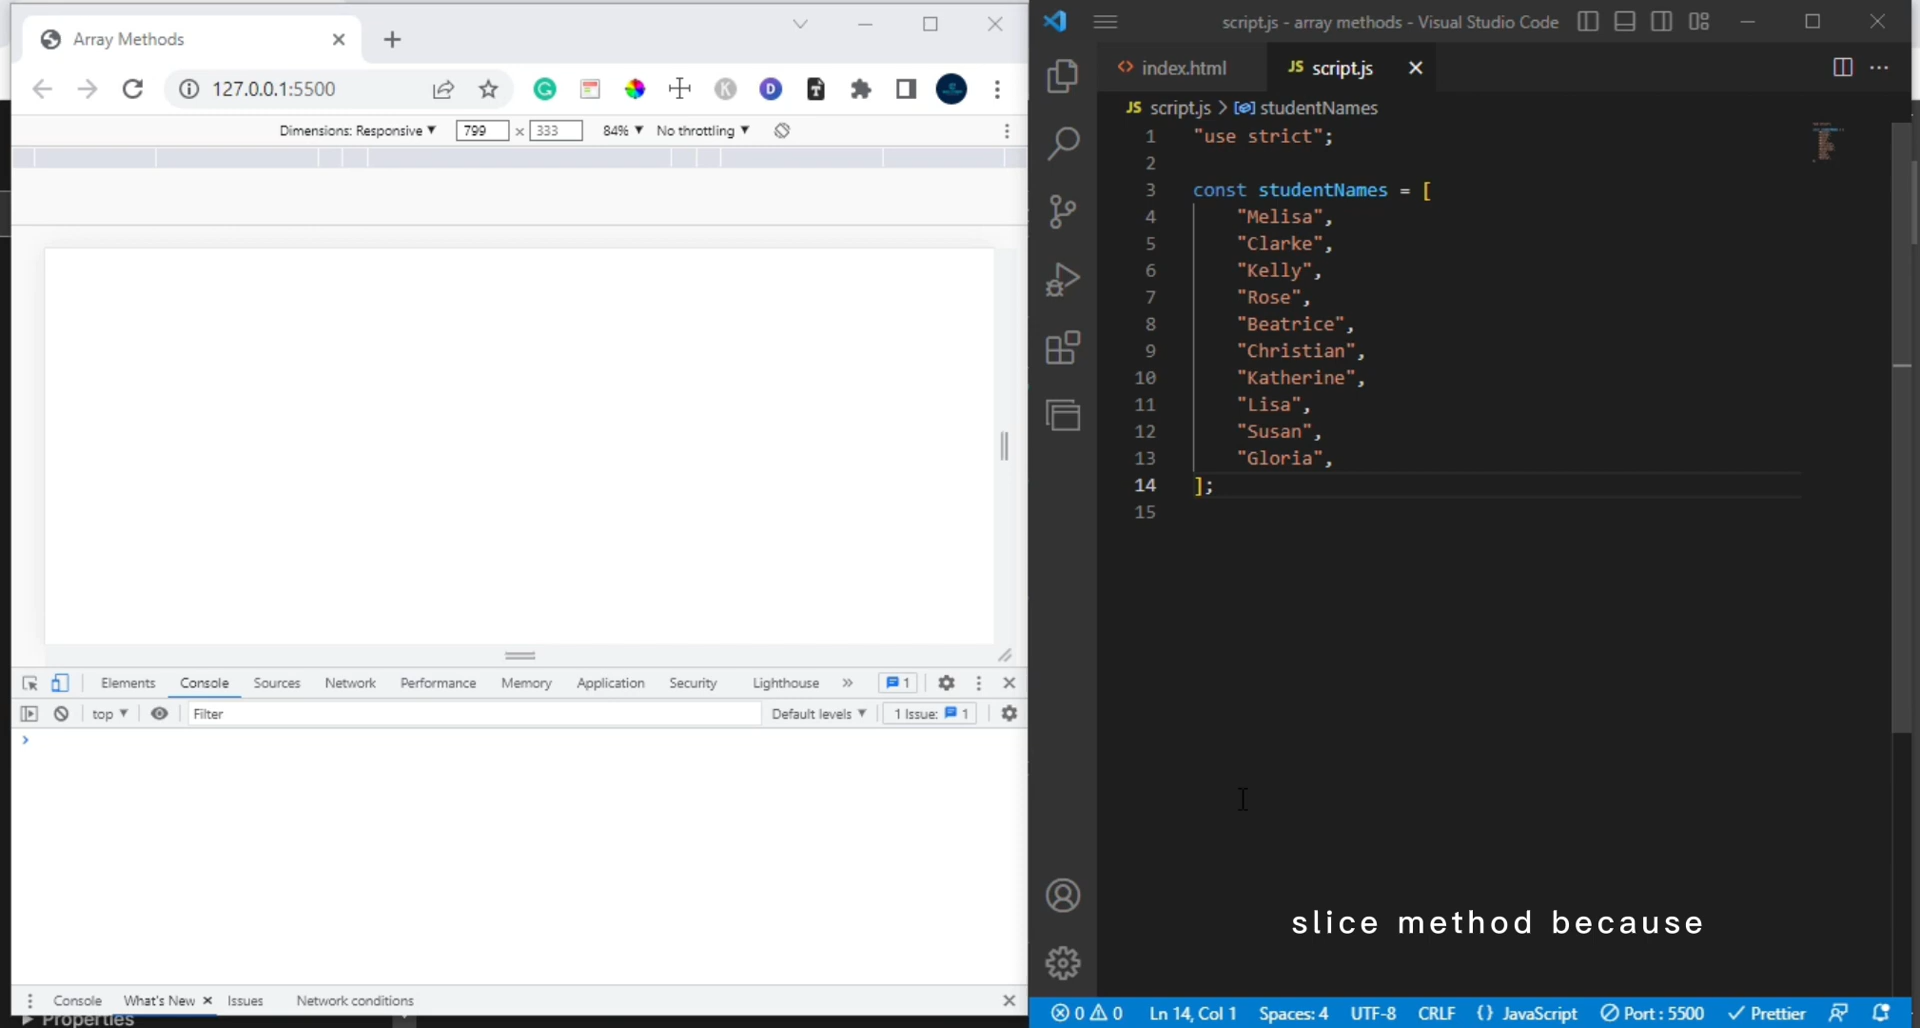 Array Methods
127.0.0.1:5500
K
D
T
Dimensions: Responsive ▼ 799 × 333 84% ▼ No throttling ▼
Elements Console Sources Network Performance Memory Application Security Lighthouse » 1
top ▼ Filter Default levels ▼ 1 Issue: 1
›
Console What's New × Issues Network conditions
Properties
script.js - array methods - Visual Studio Code
<> index.html JS script.js
JS script.js > studentNames
1 "use strict";
2
3 const studentNames = [
4 "Melisa",
5 "Clarke",
6 "Kelly",
7 "Rose",
8 "Beatrice",
9 "Christian",
10 "Katherine",
11 "Lisa",
12 "Susan",
13 "Gloria",
14 ];
15
slice method because
0 0 Ln 14, Col 1 Spaces: 4 UTF-8 CRLF {} JavaScript Port : 5500 ✓ Prettier